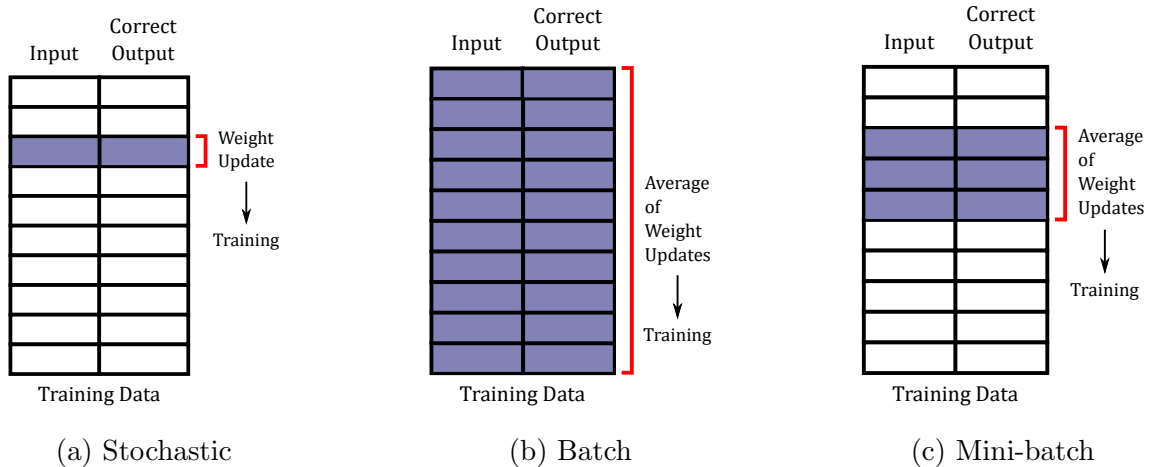 Input
Correct
Output
Weight
Update
Training
Training Data
(a) Stochastic
Input
Correct
Output
Average
of
Weight
Updates
Training
Training Data
(b) Batch
Input
Correct
Output
Average
of
Weight
Updates
Training
Training Data
(c) Mini-batch